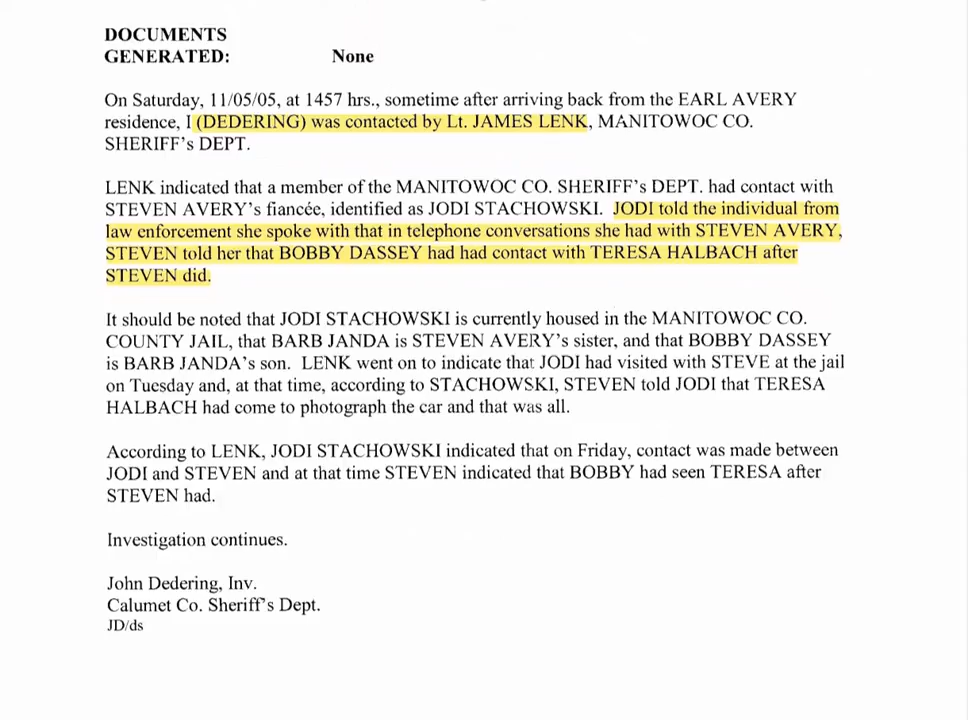 DOCUMENTS
GENERATED: None
On Saturday, 11/05/05, at 1457 hrs., sometime after arriving back from the EARL AVERY
residence, I (DEDERING) was contacted by Lt. JAMES LENK, MANITOWOC CO.
SHERIFF's DEPT.
LENK indicated that a member of the MANITOWOC CO. SHERIFF's DEPT. had contact with
STEVEN AVERY's fiancée, identified as JODI STACHOWSKI. JODI told the individual from
law enforcement she spoke with that in telephone conversations she had with STEVEN AVERY,
STEVEN told her that BOBBY DASSEY had had contact with TERESA HALBACH after
STEVEN did.
It should be noted that JODI STACHOWSKI is currently housed in the MANITOWOC CO.
COUNTY JAIL, that BARB JANDA is STEVEN AVERY's sister, and that BOBBY DASSEY
is BARB JANDA's son. LENK went on to indicate that JODI had visited with STEVE at the jail
on Tuesday and, at that time, according to STACHOWSKI, STEVEN told JODI that TERESA
HALBACH had come to photograph the car and that was all.
According to LENK, JODI STACHOWSKI indicated that on Friday, contact was made between
JODI and STEVEN and at that time STEVEN indicated that BOBBY had seen TERESA after
STEVEN had.
Investigation continues.
John Dedering, Inv.
Calumet Co. Sheriff's Dept.
JD/ds